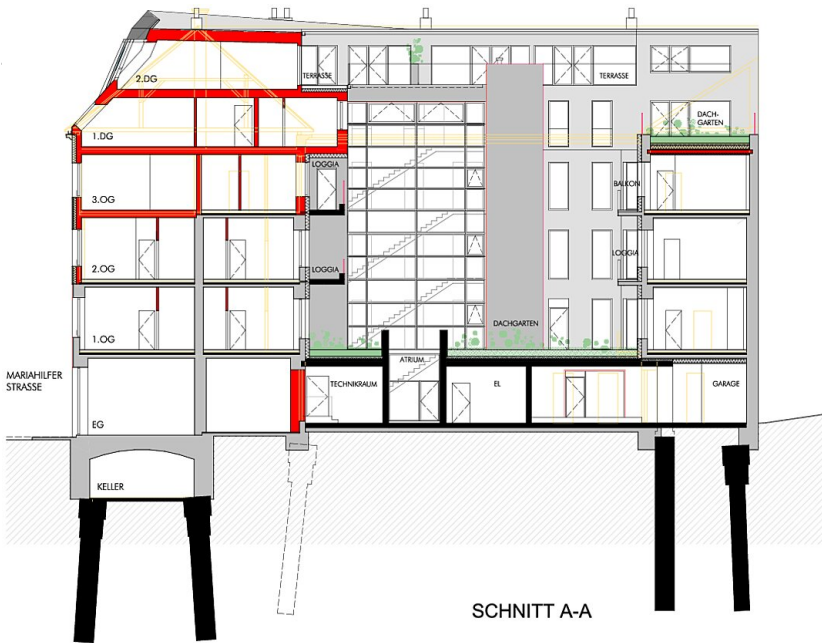 2.DG
TERRASSE
TERRASSE
1.DG
DACH-
GARTEN
LOGGIA
3.OG
BALKON
2.OG
LOGGIA
LOGGIA
1.OG
DACHGARTEN
MARIAHILFER
STRASSE
ATRIUM
TECHNIKRAUM
EL
GARAGE
EG
KELLER
SCHNITT A-A